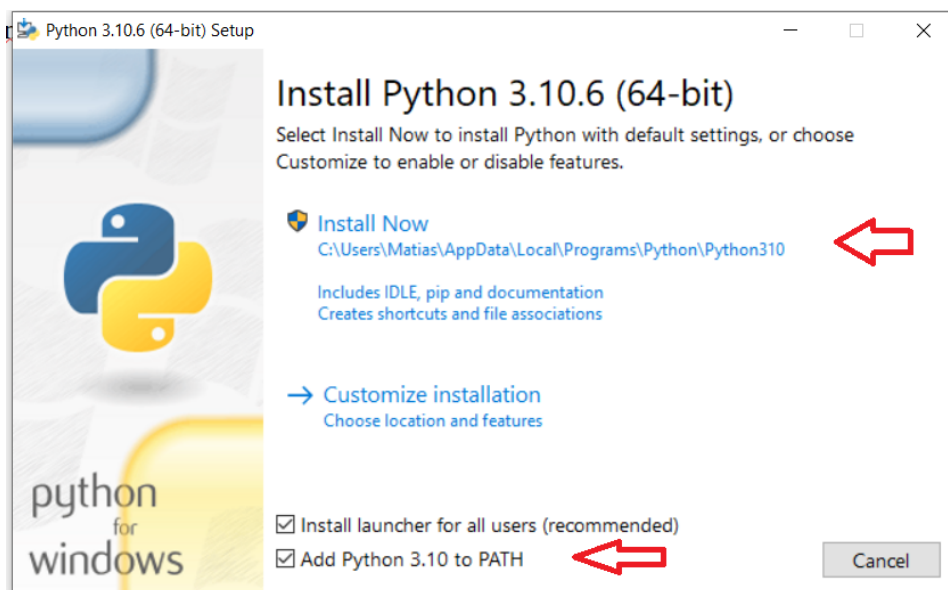 Python 3.10.6 (64-bit) Setup
Install Python 3.10.6 (64-bit)
Select Install Now to install Python with default settings, or choose
Customize to enable or disable features.
Install Now
C:\Users\Matias\AppData\Local\Programs\Python\Python310
Includes IDLE, pip and documentation
Creates shortcuts and file associations
Customize installation
Choose location and features
python
for
windows
Install launcher for all users (recommended)
Add Python 3.10 to PATH
Cancel